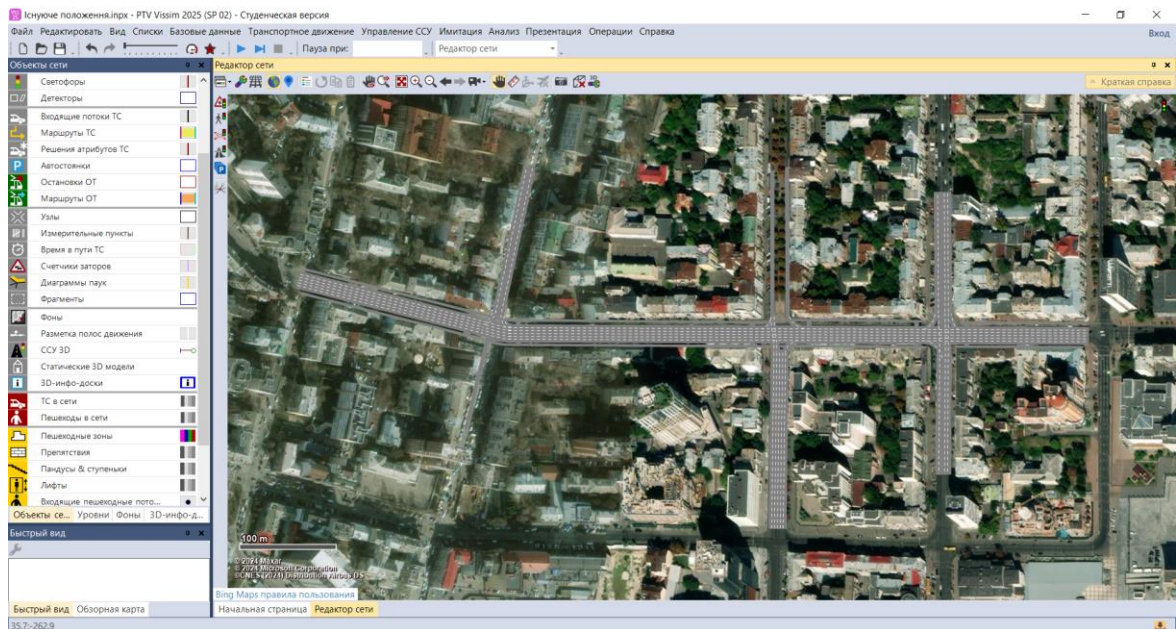 Існуюче положення.inpx - PTV Vissim 2025 (SP 02) - Студенческая версия
Файл Редактировать Вид Списки Базовые данные Транспортное движение Управление ССУ Имитация Анализ Презентация Операции Справка
Вход
Пауза при:
Редактор сети
Объекты сети
Редактор сети
Краткая справка
Светофоры
Детекторы
Входящие потоки ТС
Маршруты ТС
Решения атрибутов ТС
Автостоянки
Остановки ОТ
Маршруты ОТ
Узлы
Измерительные пункты
Время в пути ТС
Счетчики заторов
Диаграммы паук
Фрагменты
Фоны
Разметка полос движения
ССУ 3D
Статические 3D модели
3D-инфо-доски
ТС в сети
Пешеходы в сети
Пешеходные зоны
Препятствия
Пандусы & ступеньки
Лифты
Входящие пешеходные пото...
Объекты се... Уровни Фоны 3D-инфо-д...
Быстрый вид
Быстрый вид Обзорная карта
100 m
© 2024 Maxar
© 2024 Microsoft Corporation
©CNES (2024) Distribution Airbus DS
Bing Maps правила пользования
Начальная страница Редактор сети
35.7:-262.9